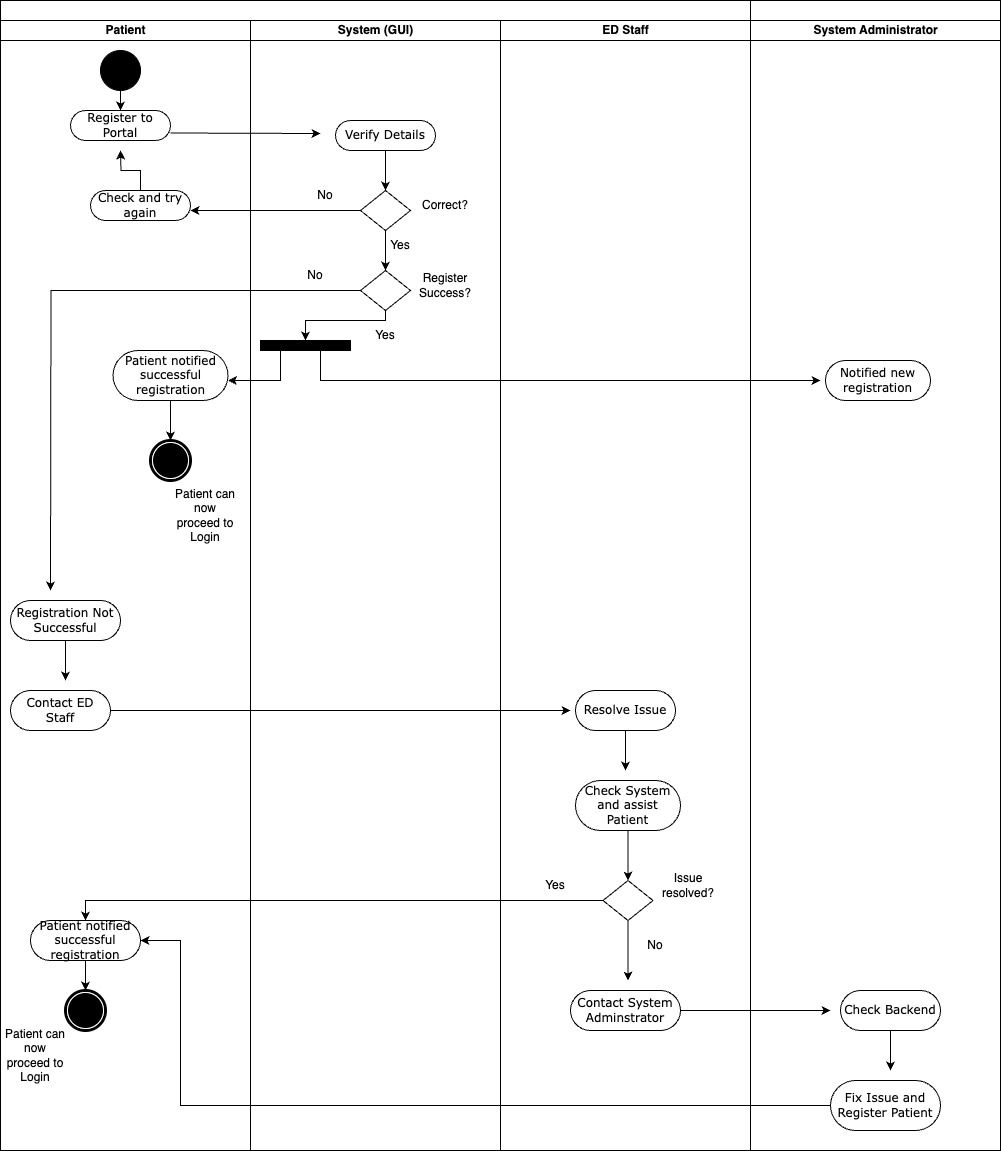 Patient
System (GUI)
ED Staff
System Administrator
Register to
Portal
Verify Details
Check and try
again
No
Correct?
Yes
No
Register
Success?
Yes
Patient notified
successful
registration
Notified new
registration
Patient can
now
proceed to
Login
Registration Not
Successful
Contact ED
Staff
Resolve Issue
Check System
and assist
Patient
Yes
Issue
resolved?
Patient notified
successful
registration
No
Contact System
Adminstrator
Check Backend
Patient can
now
proceed to
Login
Fix Issue and
Register Patient